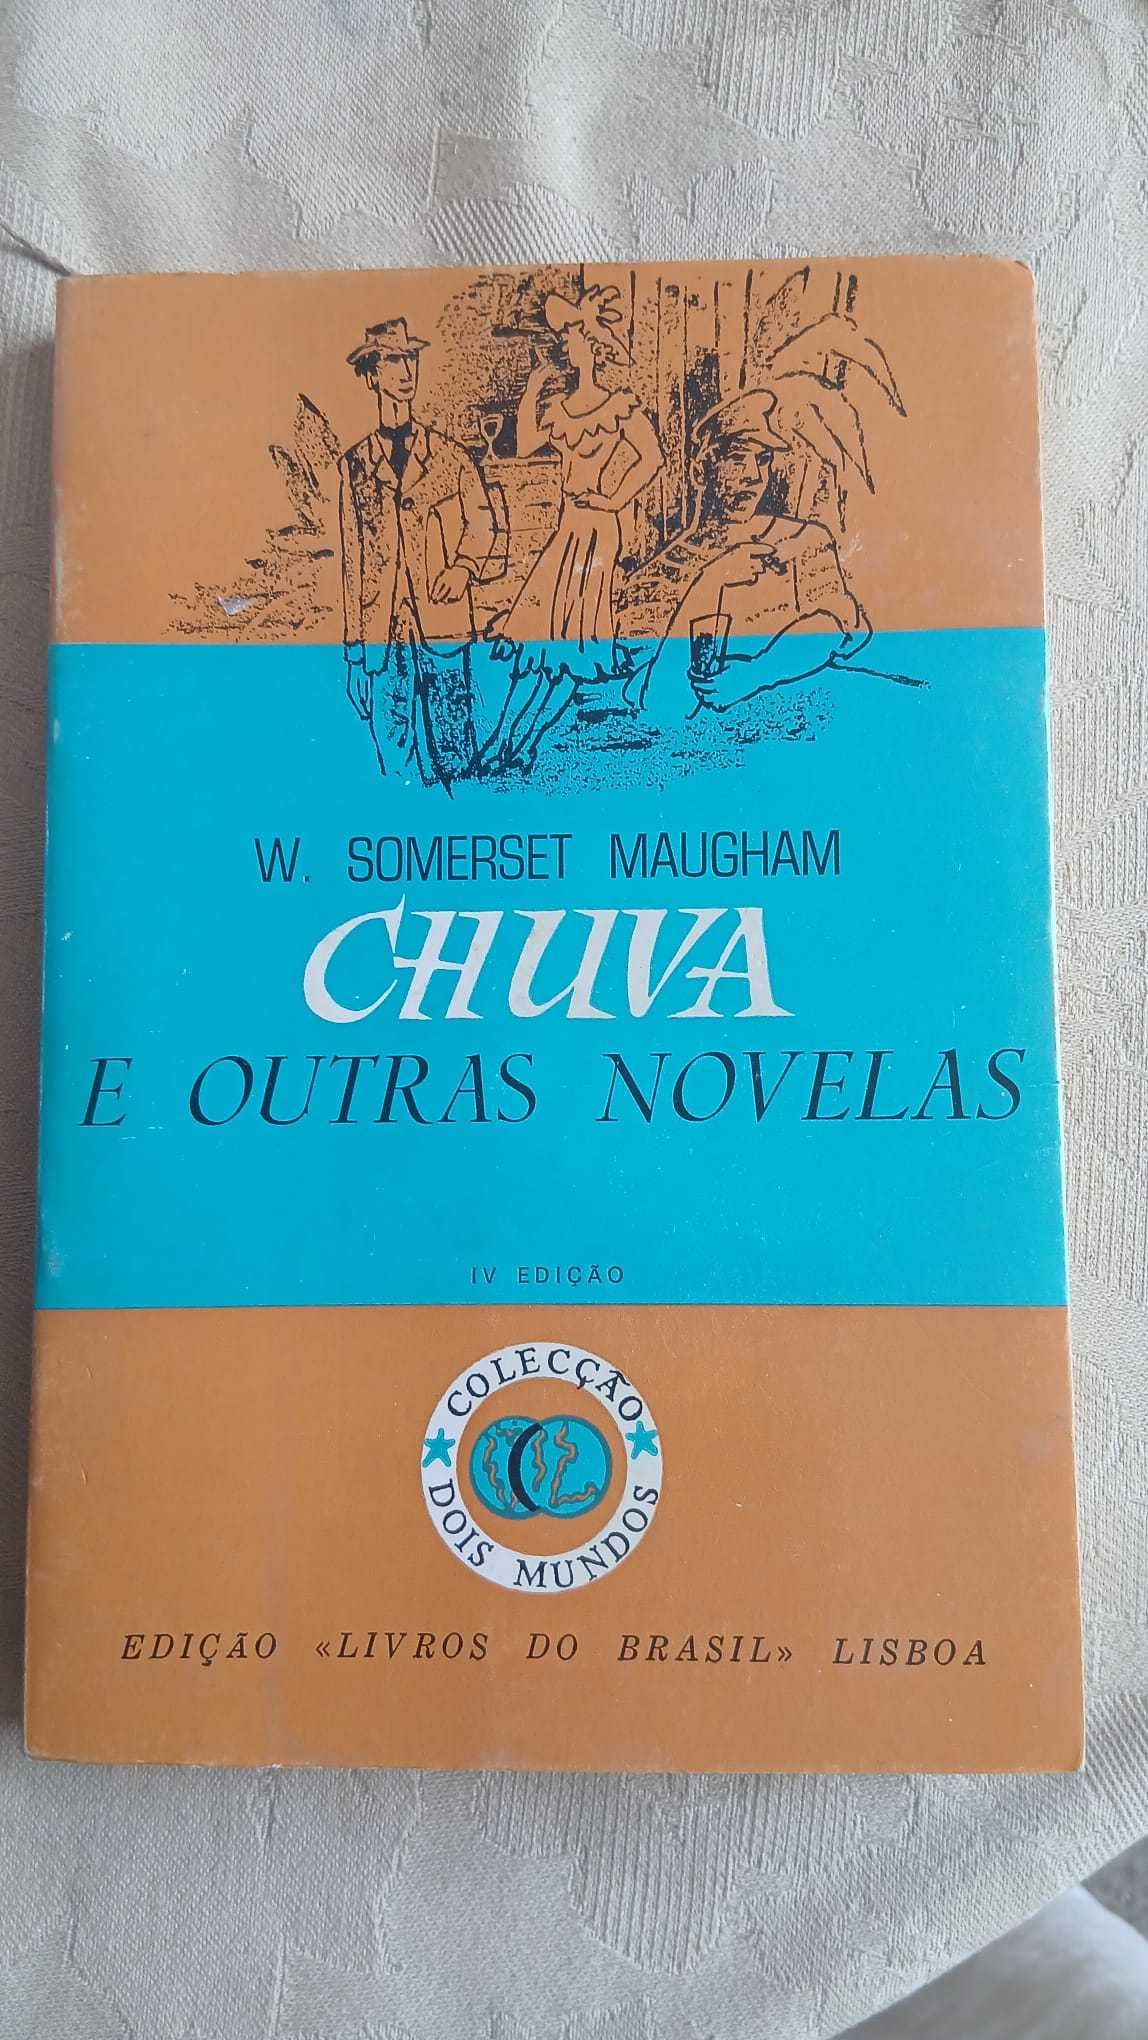 W. SOMERSET MAUGHAM
CHUVA
E OUTRAS NOVELAS
IV EDIÇÃO
COLECÇÃO
DOIS MUNDOS
EDIÇÃO «LIVROS DO BRASIL» LISBOA